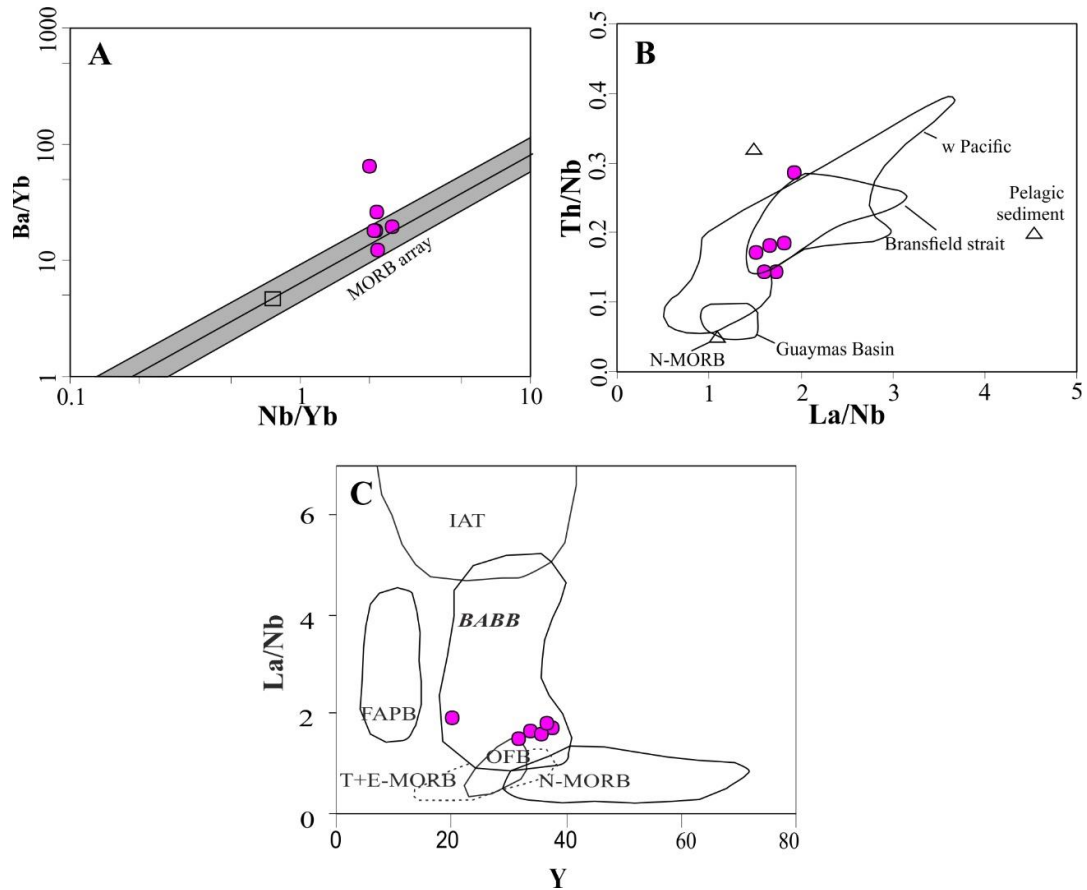 A
1000
100
10
1
Ba/Yb
MORB array
0.1
1
10
Nb/Yb
B
0.5
0.4
0.3
0.2
0.1
0.0
Th/Nb
w Pacific
Pelagic
sediment
Bransfield strait
N-MORB
Guaymas Basin
0
1
2
3
4
5
La/Nb
C
6
4
2
0
La/Nb
IAT
BABB
FAPB
OFB
T+E-MORB
N-MORB
0
20
40
60
80
Y